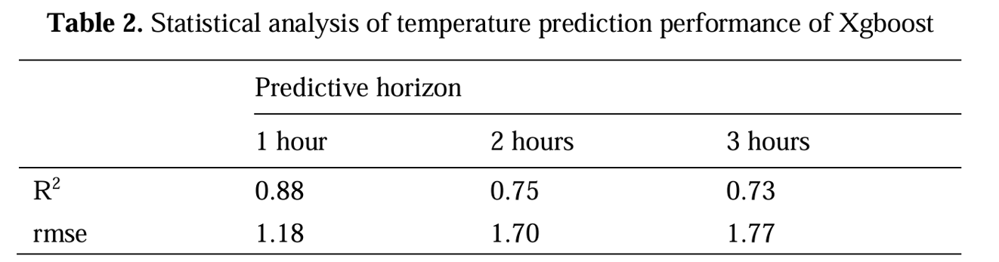 Table 2. Statistical analysis of temperature prediction performance of Xgboost
Predictive horizon
1 hour 2 hours 3 hours
R² 0.88 0.75 0.73
rmse 1.18 1.70 1.77